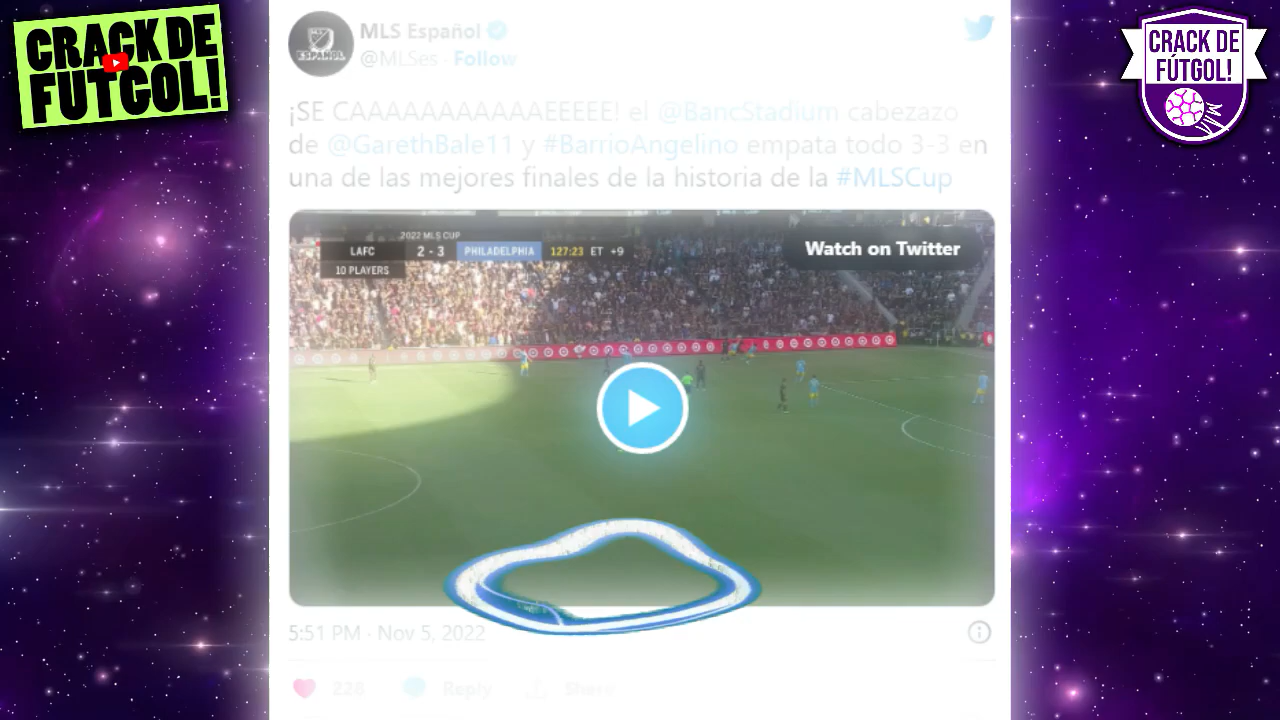 CRACK DE
FUTGOL!
MLS Español
@MLSes · Follow
¡SE CAAAAAAAAAAAEEEEE! el @BancStadium cabezazo
de @GarethBale11 y #BarrioAngelino empata todo 3-3 en
una de las mejores finales de la historia de la #MLSCup
2022 MLS CUP
LAFC 2 - 3 PHILADELPHIA 127:23 ET +9
10 PLAYERS
Watch on Twitter
5:51 PM · Nov 5, 2022
228 Reply Share
CRACK DE
FÚTGOL!